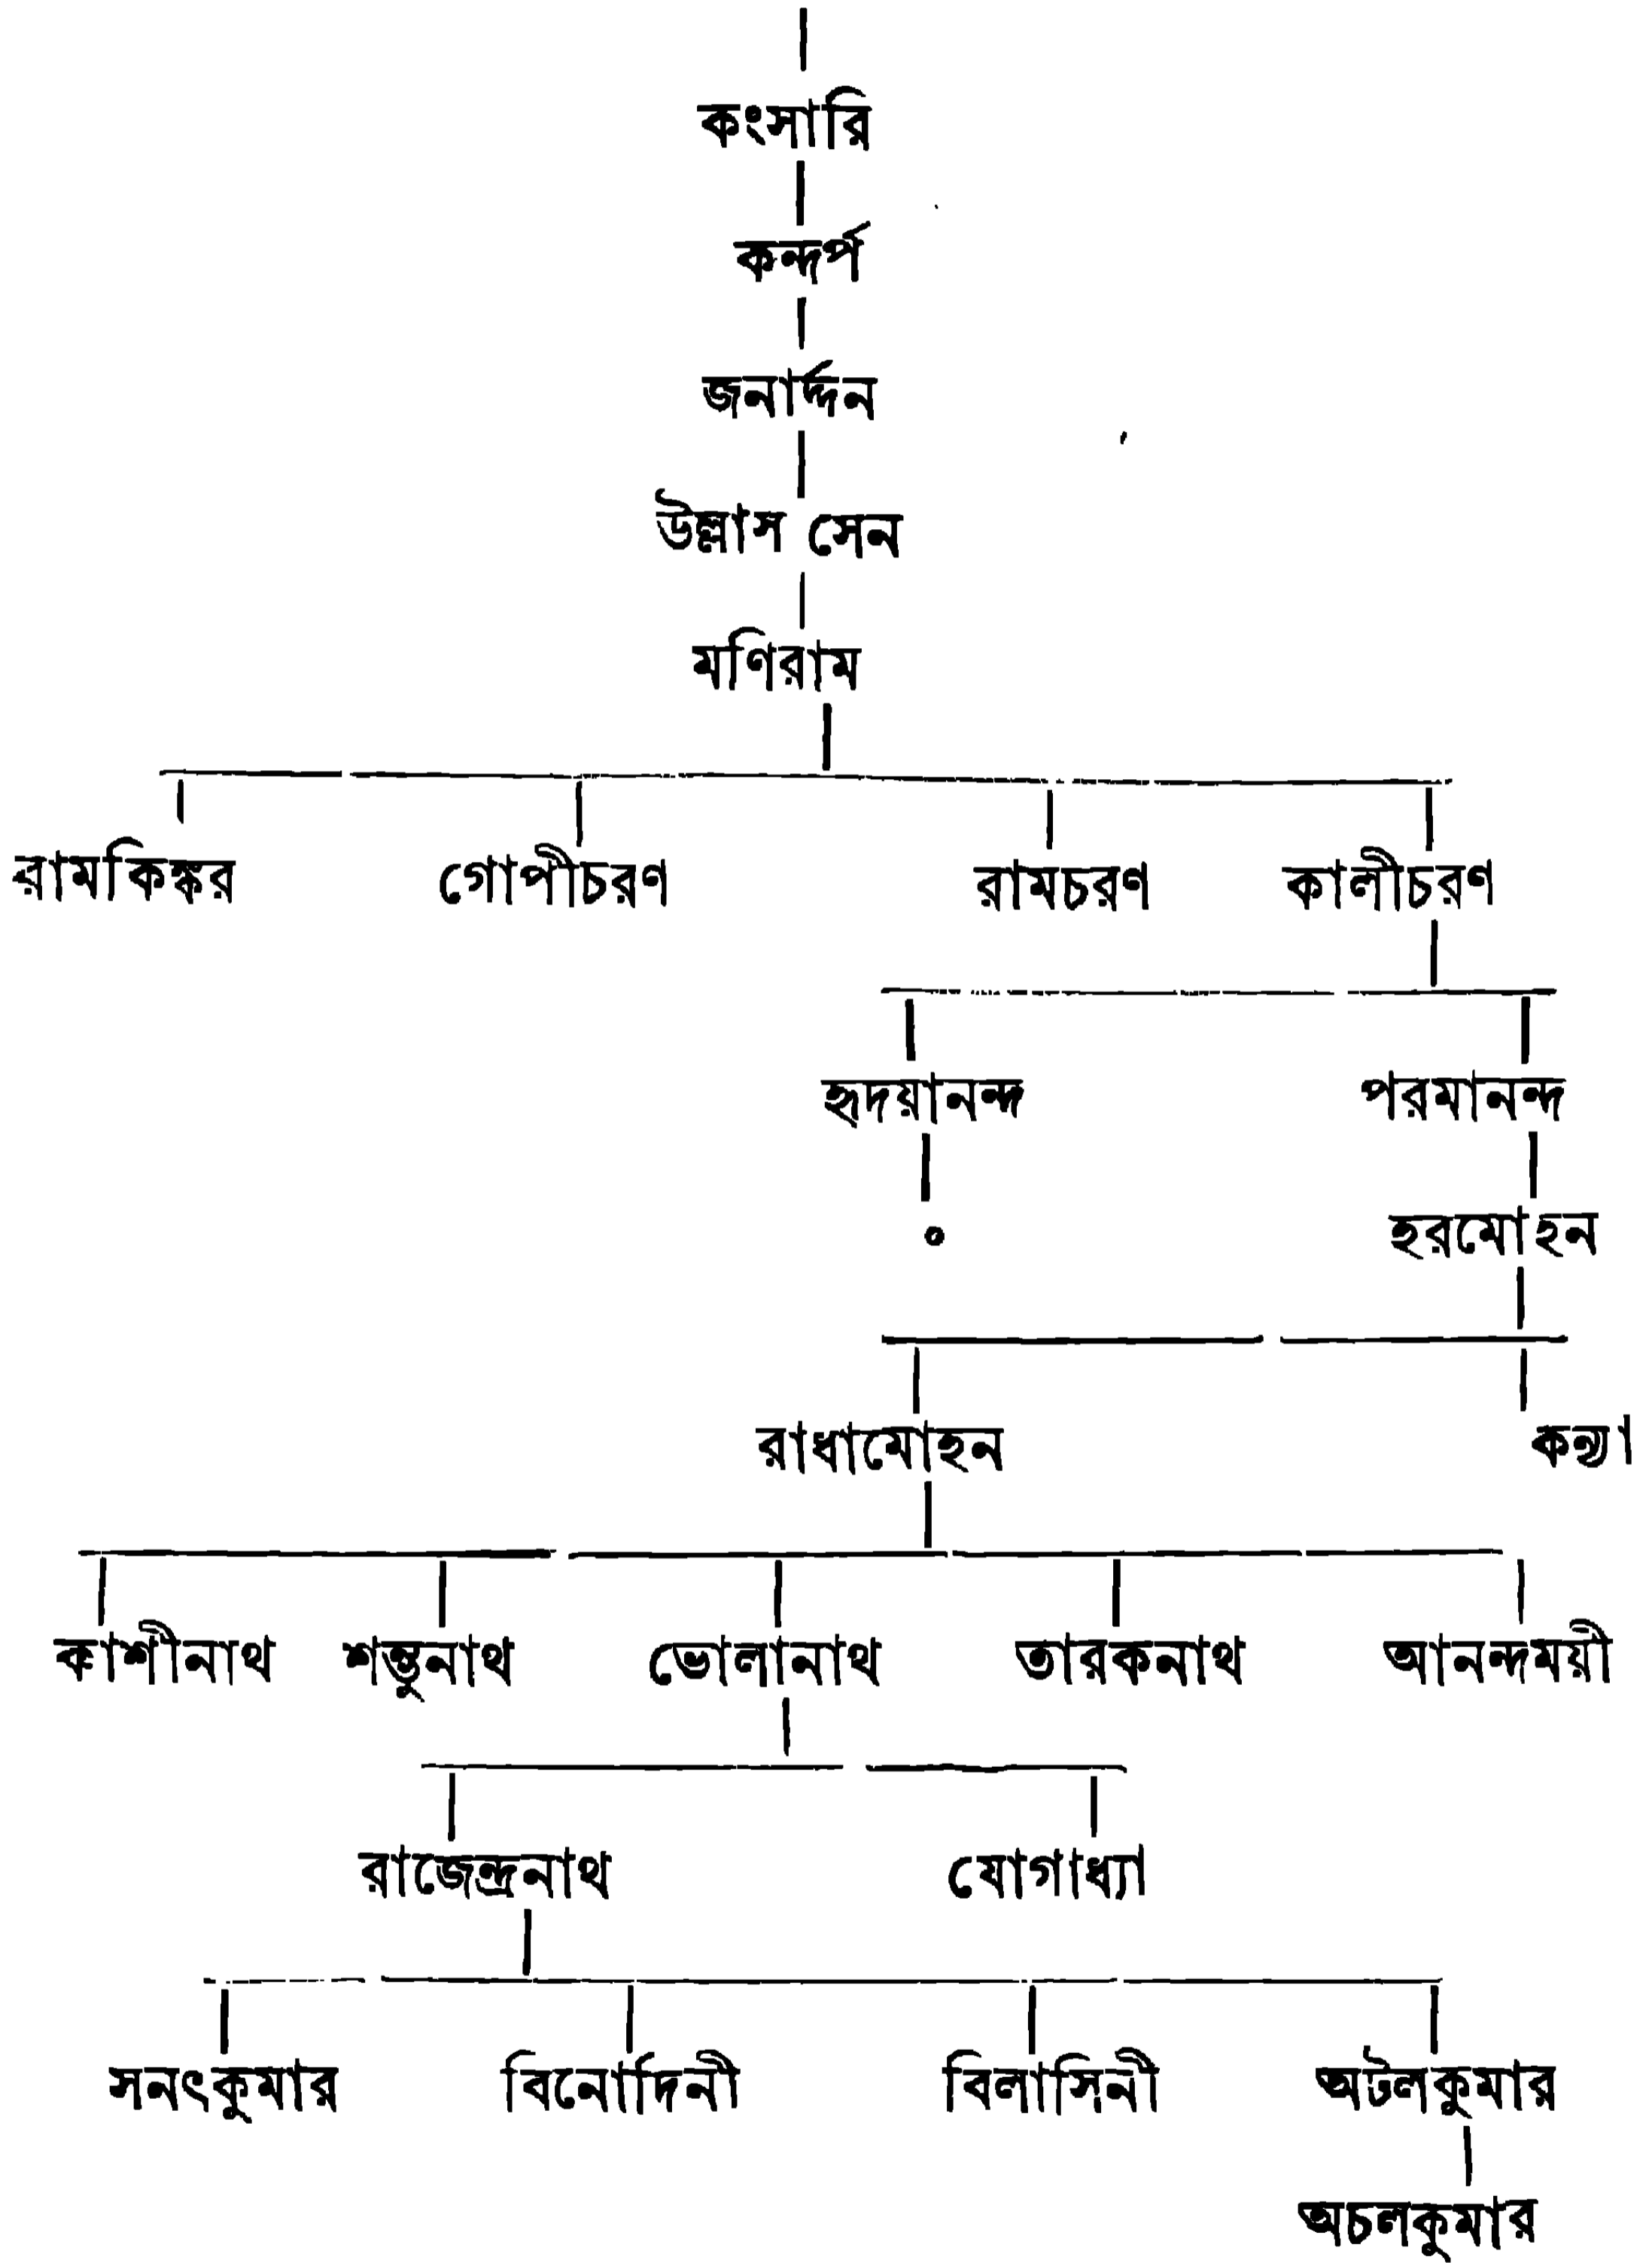 কংসারি
কন্দর্প
জনার্দ্দন
উল্লাস সেন
মণিরাম
রামকিঙ্কর গোপীচরণ রামচরণ কালীচরণ
হৃদয়ানন্দ পরমানন্দ
০ হরমোহন
রাধামোহন কন্যা
কাশীনাথ শম্ভুনাথ ভোলানাথ তারকনাথ আনন্দময়ী
রাজেন্দ্রনাথ যোগাধ্যা
সনৎকুমার বিনোদিনী বিলাসিনী অটলকুমার
অচলকুমার